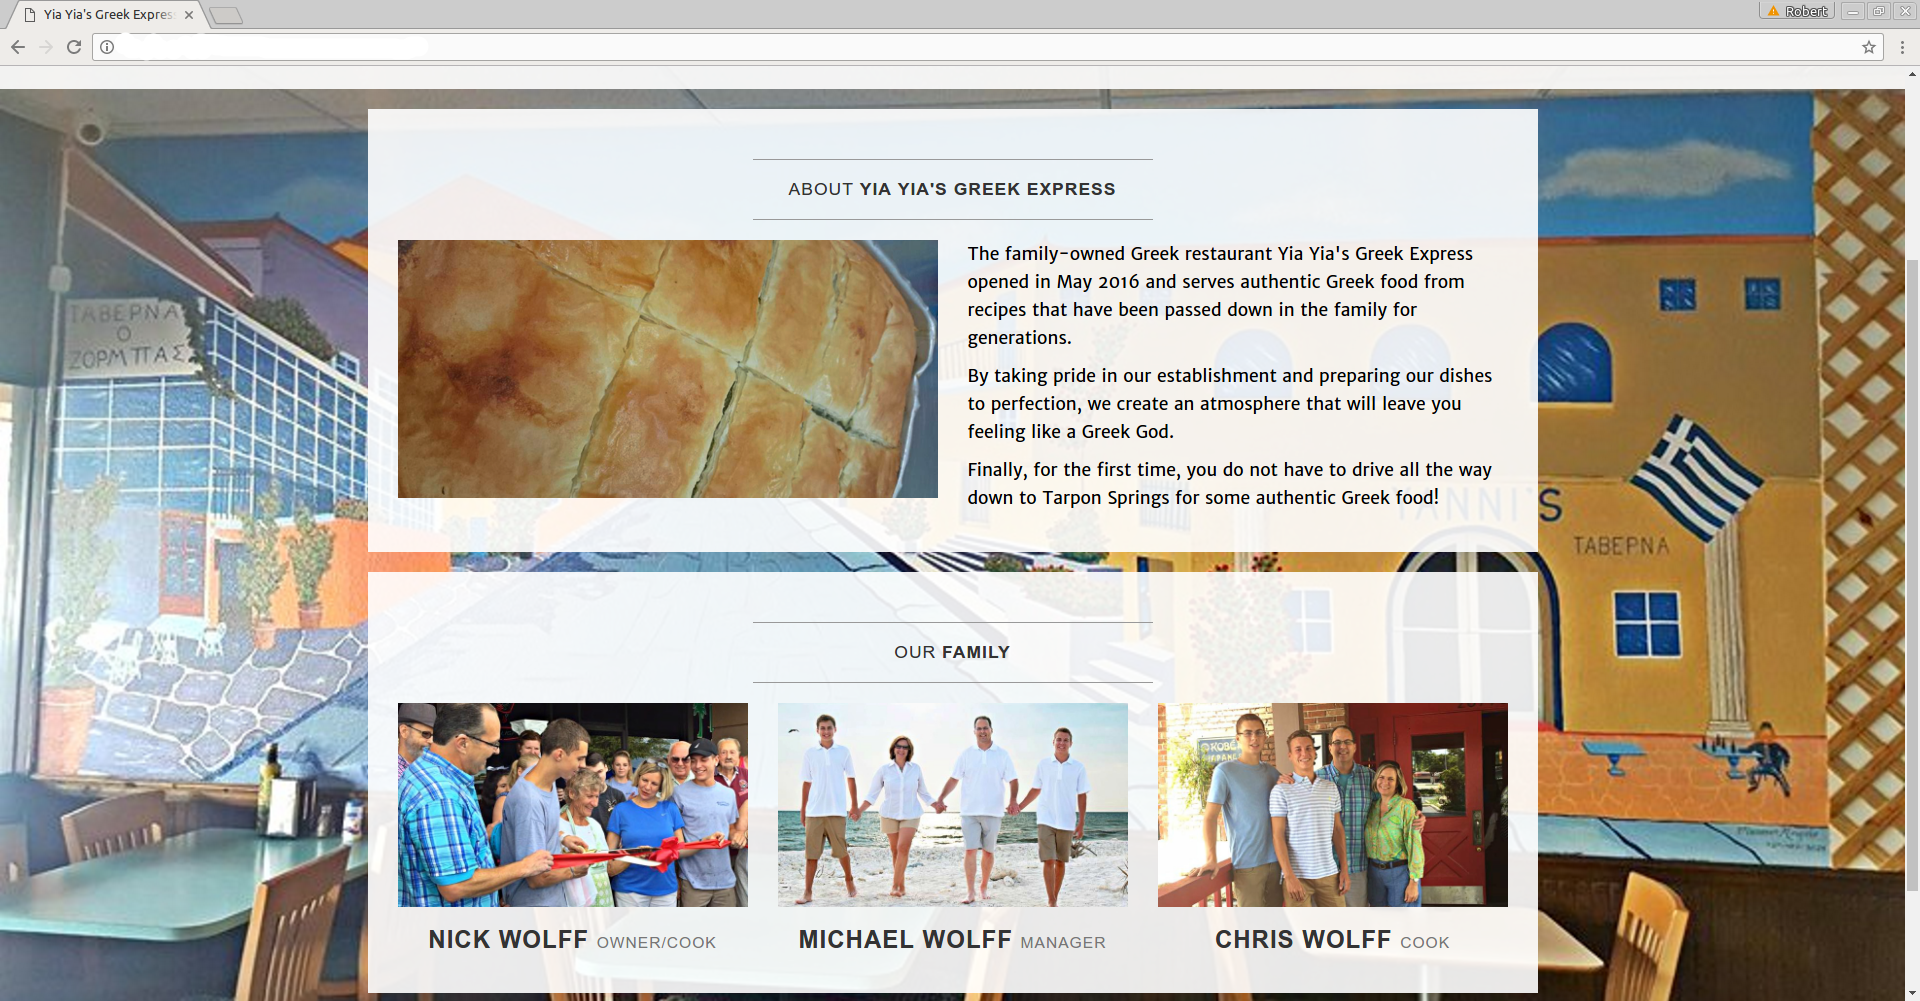 Yia Yia's Greek Express
Robert
ABOUT YIA YIA'S GREEK EXPRESS
The family-owned Greek restaurant Yia Yia's Greek Express
opened in May 2016 and serves authentic Greek food from
recipes that have been passed down in the family for
generations.
By taking pride in our establishment and preparing our dishes
to perfection, we create an atmosphere that will leave you
feeling like a Greek God.
Finally, for the first time, you do not have to drive all the way
down to Tarpon Springs for some authentic Greek food!
ΤΑΒΕΡΝΑ
Ο
ΖΟΡΜΠΑΣ
YANNI'S
ΤΑΒΕΡΝΑ
OUR FAMILY
NICK WOLFF OWNER/COOK
MICHAEL WOLFF MANAGER
CHRIS WOLFF COOK